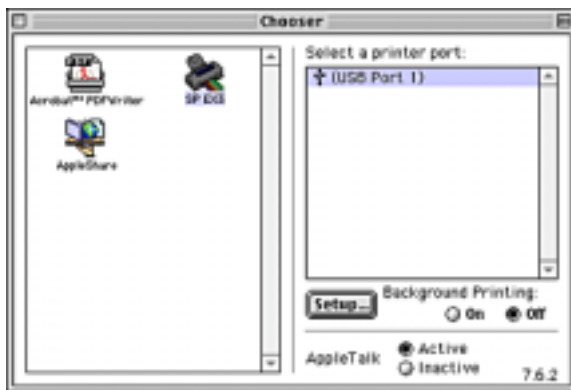 Chooser
Acrobat™ PDFWriter
SP EX5
AppleShare
Select a printer port:
(USB Port 1)
Setup...
Background Printing:
On Off
AppleTalk
Active
Inactive
7.6.2